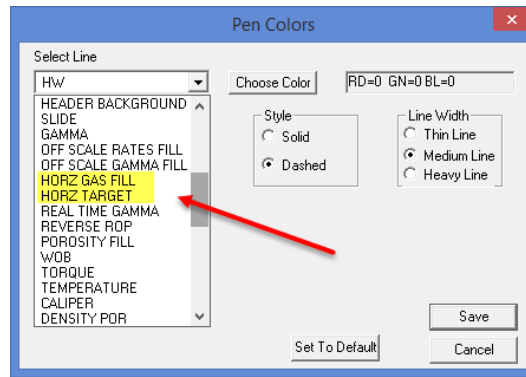 Pen Colors
Select Line
HW
Choose Color
RD=0 GN=0 BL=0
HEADER BACKGROUND
SLIDE
GAMMA
OFF SCALE RATES FILL
OFF SCALE GAMMA FILL
HORZ GAS FILL
HORZ TARGET
REAL TIME GAMMA
REVERSE ROP
POROSITY FILL
WOB
TORQUE
TEMPERATURE
CALIPER
DENSITY POR
Style
Solid
Dashed
Line Width
Thin Line
Medium Line
Heavy Line
Save
Set To Default
Cancel